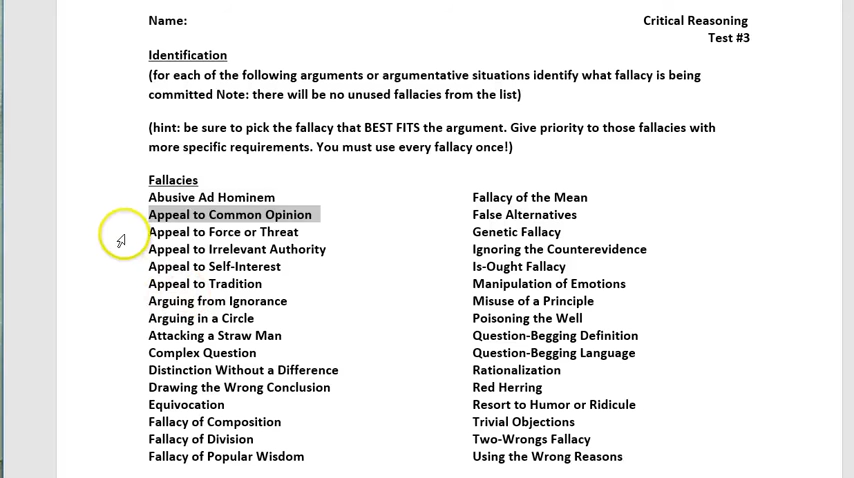 Name:
Critical Reasoning
Test #3
Identification
(for each of the following arguments or argumentative situations identify what fallacy is being
committed Note: there will be no unused fallacies from the list)
(hint: be sure to pick the fallacy that BEST FITS the argument. Give priority to those fallacies with
more specific requirements. You must use every fallacy once!)
Fallacies
Abusive Ad Hominem
Appeal to Common Opinion
Appeal to Force or Threat
Appeal to Irrelevant Authority
Appeal to Self-Interest
Appeal to Tradition
Arguing from Ignorance
Arguing in a Circle
Attacking a Straw Man
Complex Question
Distinction Without a Difference
Drawing the Wrong Conclusion
Equivocation
Fallacy of Composition
Fallacy of Division
Fallacy of Popular Wisdom
Fallacy of the Mean
False Alternatives
Genetic Fallacy
Ignoring the Counterevidence
Is-Ought Fallacy
Manipulation of Emotions
Misuse of a Principle
Poisoning the Well
Question-Begging Definition
Question-Begging Language
Rationalization
Red Herring
Resort to Humor or Ridicule
Trivial Objections
Two-Wrongs Fallacy
Using the Wrong Reasons